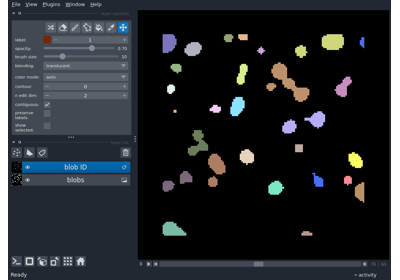 File View Plugins Window Help
label:
1
opacity:
0.70
brush size:
10
blending:
translucent
color mode:
auto
contour:
0
n edit dim:
2
contiguous:
preserve
labels:
show
selected:
blob ID
blobs
Ready
activity